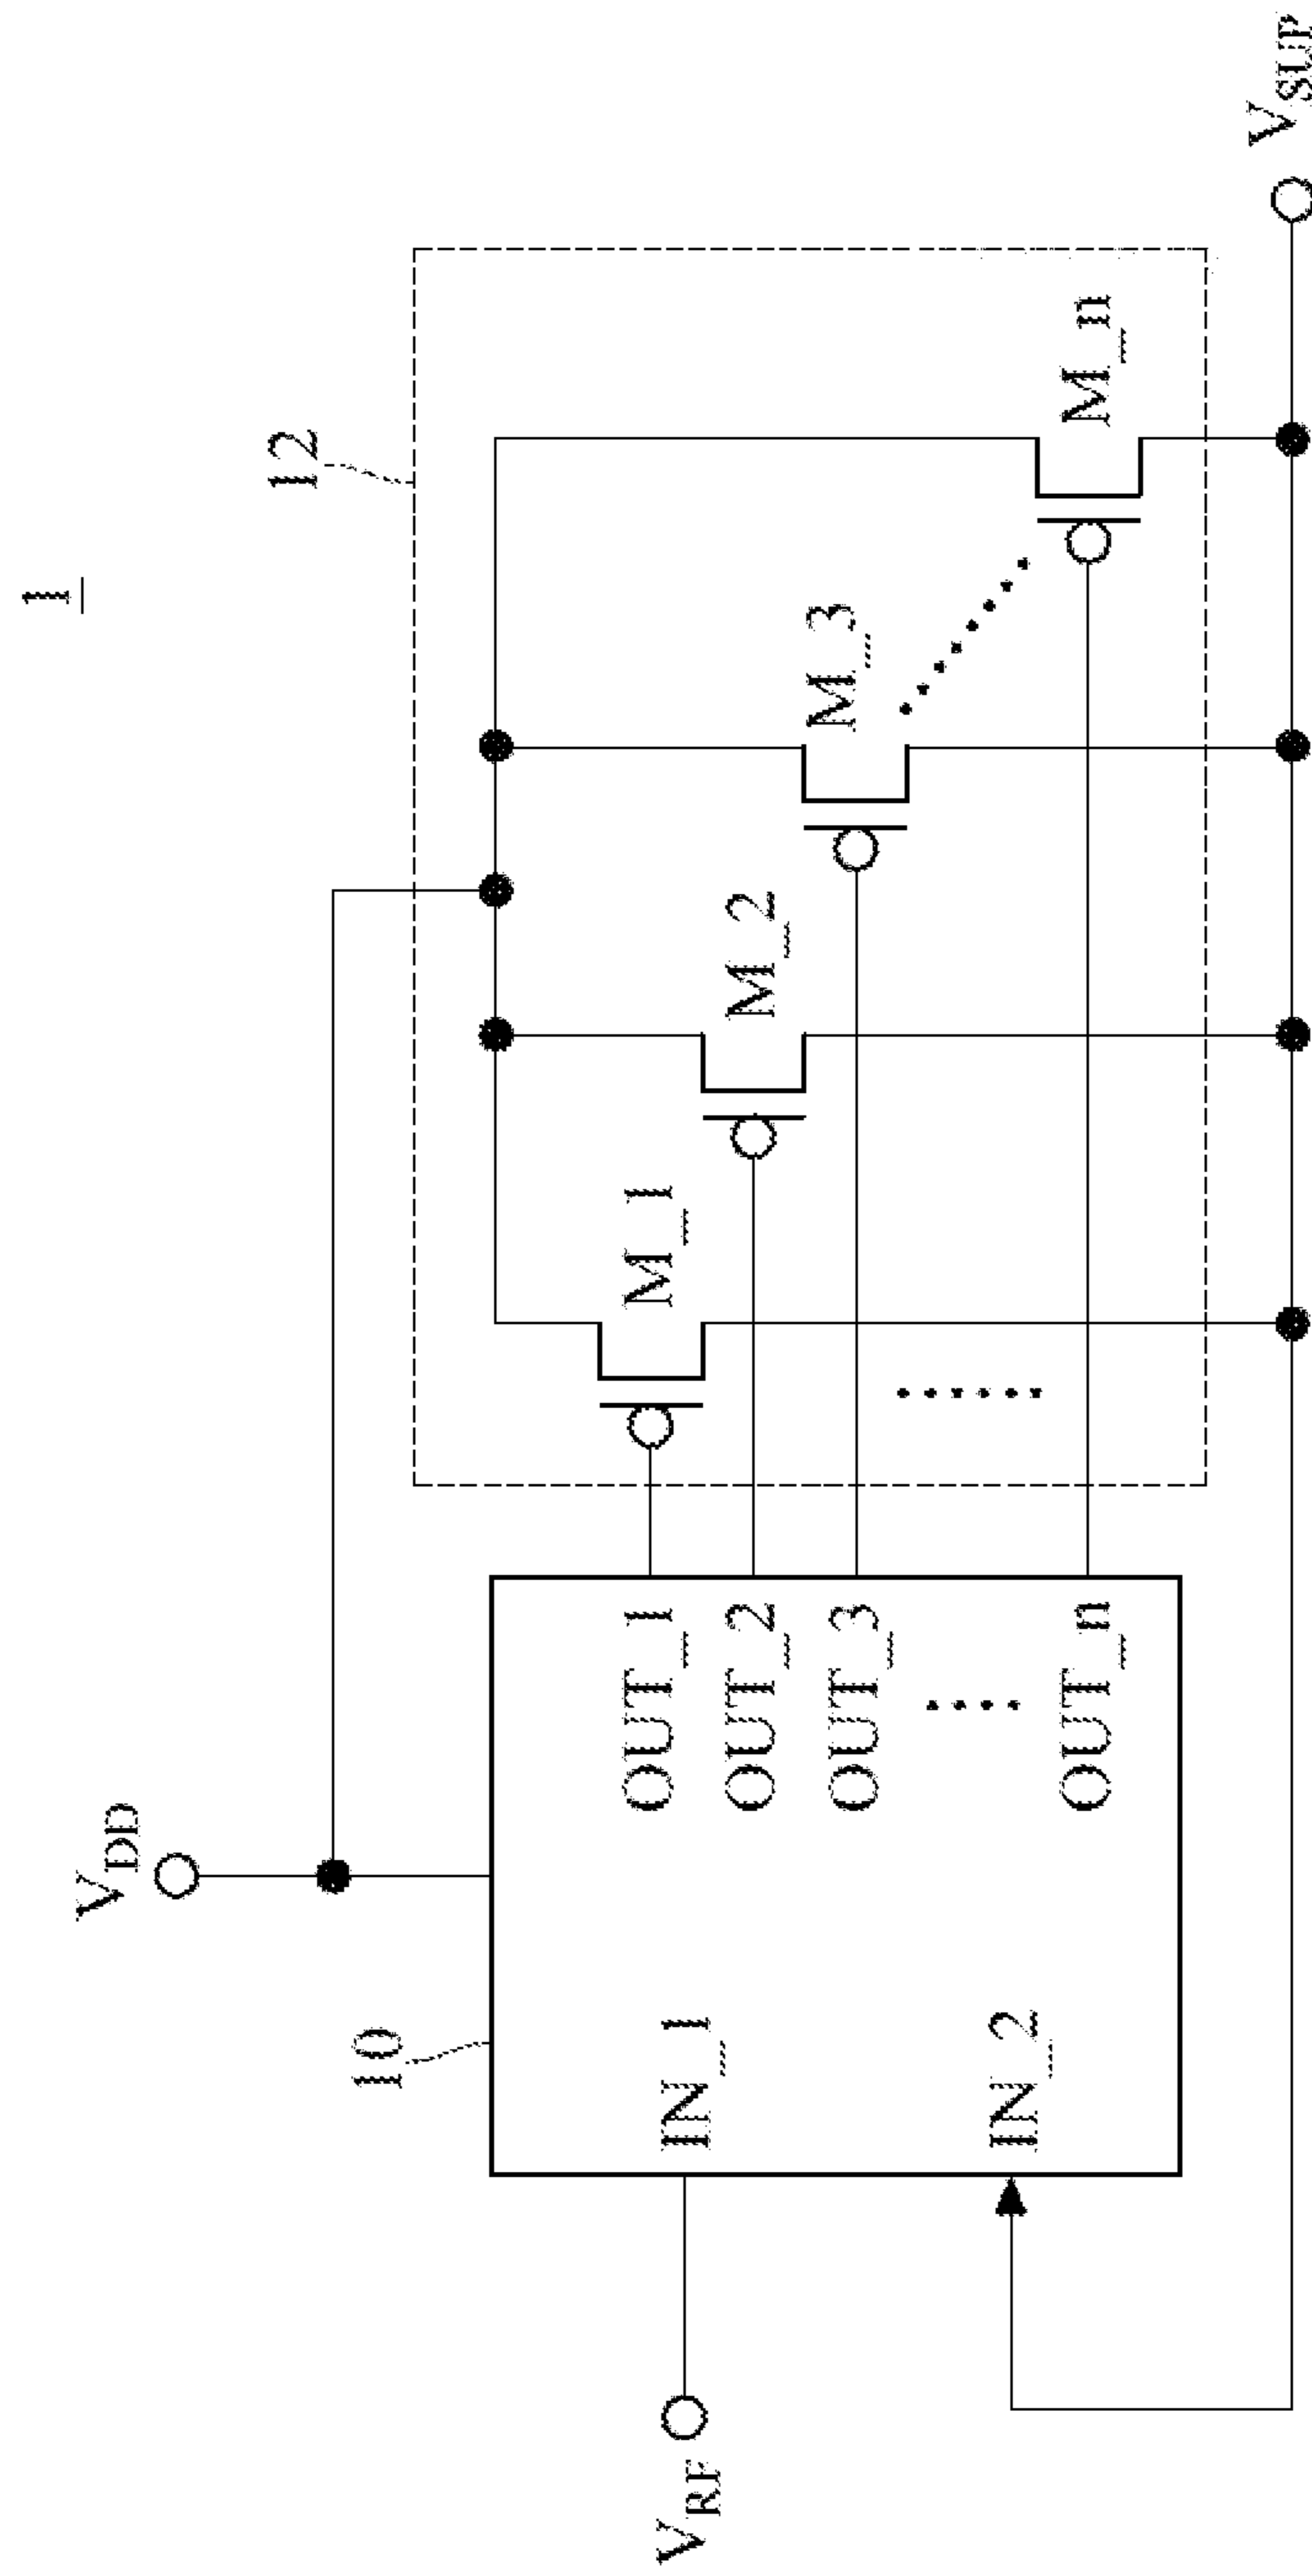 1
12
V_DD
10
V_RF
IN_1
IN_2
OUT_1
OUT_2
OUT_3
OUT_n
M_1
M_2
M_3
M_n
V_SUP